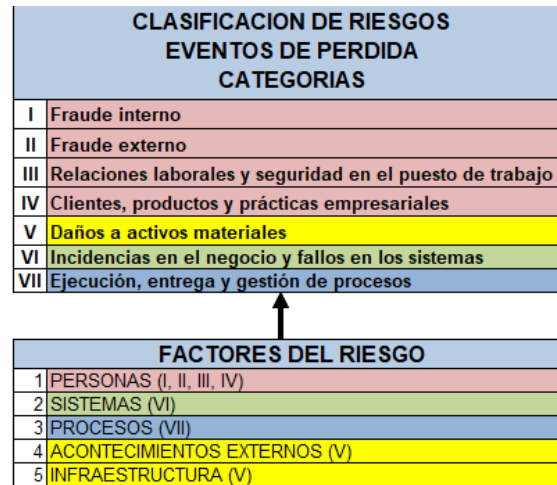 CLASIFICACION DE RIESGOS
EVENTOS DE PERDIDA
CATEGORIAS
I Fraude interno
II Fraude externo
III Relaciones laborales y seguridad en el puesto de trabajo
IV Clientes, productos y prácticas empresariales
V Daños a activos materiales
VI Incidencias en el negocio y fallos en los sistemas
VII Ejecución, entrega y gestión de procesos
FACTORES DEL RIESGO
1 PERSONAS (I, II, III, IV)
2 SISTEMAS (VI)
3 PROCESOS (VII)
4 ACONTECIMIENTOS EXTERNOS (V)
5 INFRAESTRUCTURA (V)